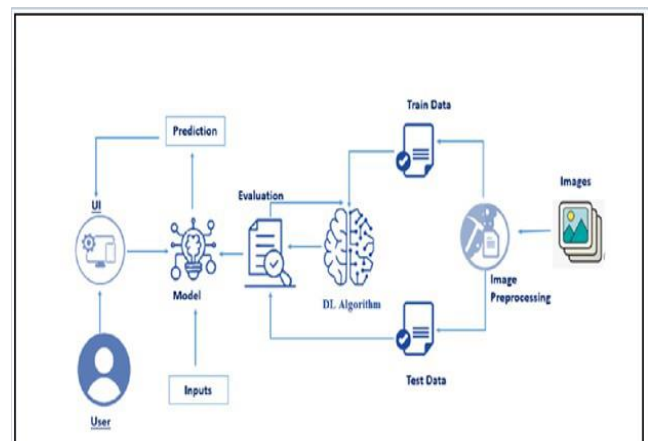 Train Data
Prediction
Images
Evaluation
UI
Model
DL Algorithm
Image
Preprocessing
Inputs
Test Data
User